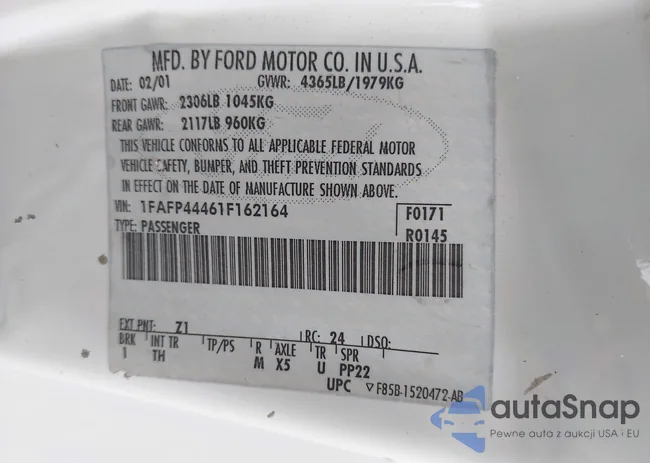 MFD. BY FORD MOTOR CO. IN U.S.A.
DATE: 02/01 GVWR: 4365LB/1979KG
FRONT GAWR: 2306LB 1045KG
REAR GAWR: 2117LB 960KG
THIS VEHICLE CONFORMS TO ALL APPLICABLE FEDERAL MOTOR
VEHICLE SAFETY, BUMPER, AND THEFT PREVENTION STANDARDS
IN EFFECT ON THE DATE OF MANUFACTURE SHOWN ABOVE.
VIN: 1FAFP44461F162164 F0171
TYPE: PASSENGER R0145
EXT PNT: Z1 RC: 24 DSO:
BRK INT TR TP/PS R AXLE TR SPR
1 TH M X5 U PP22
UPC F85B-1520472-AB
autaSnap
Pewne auta z aukcji USA i EU